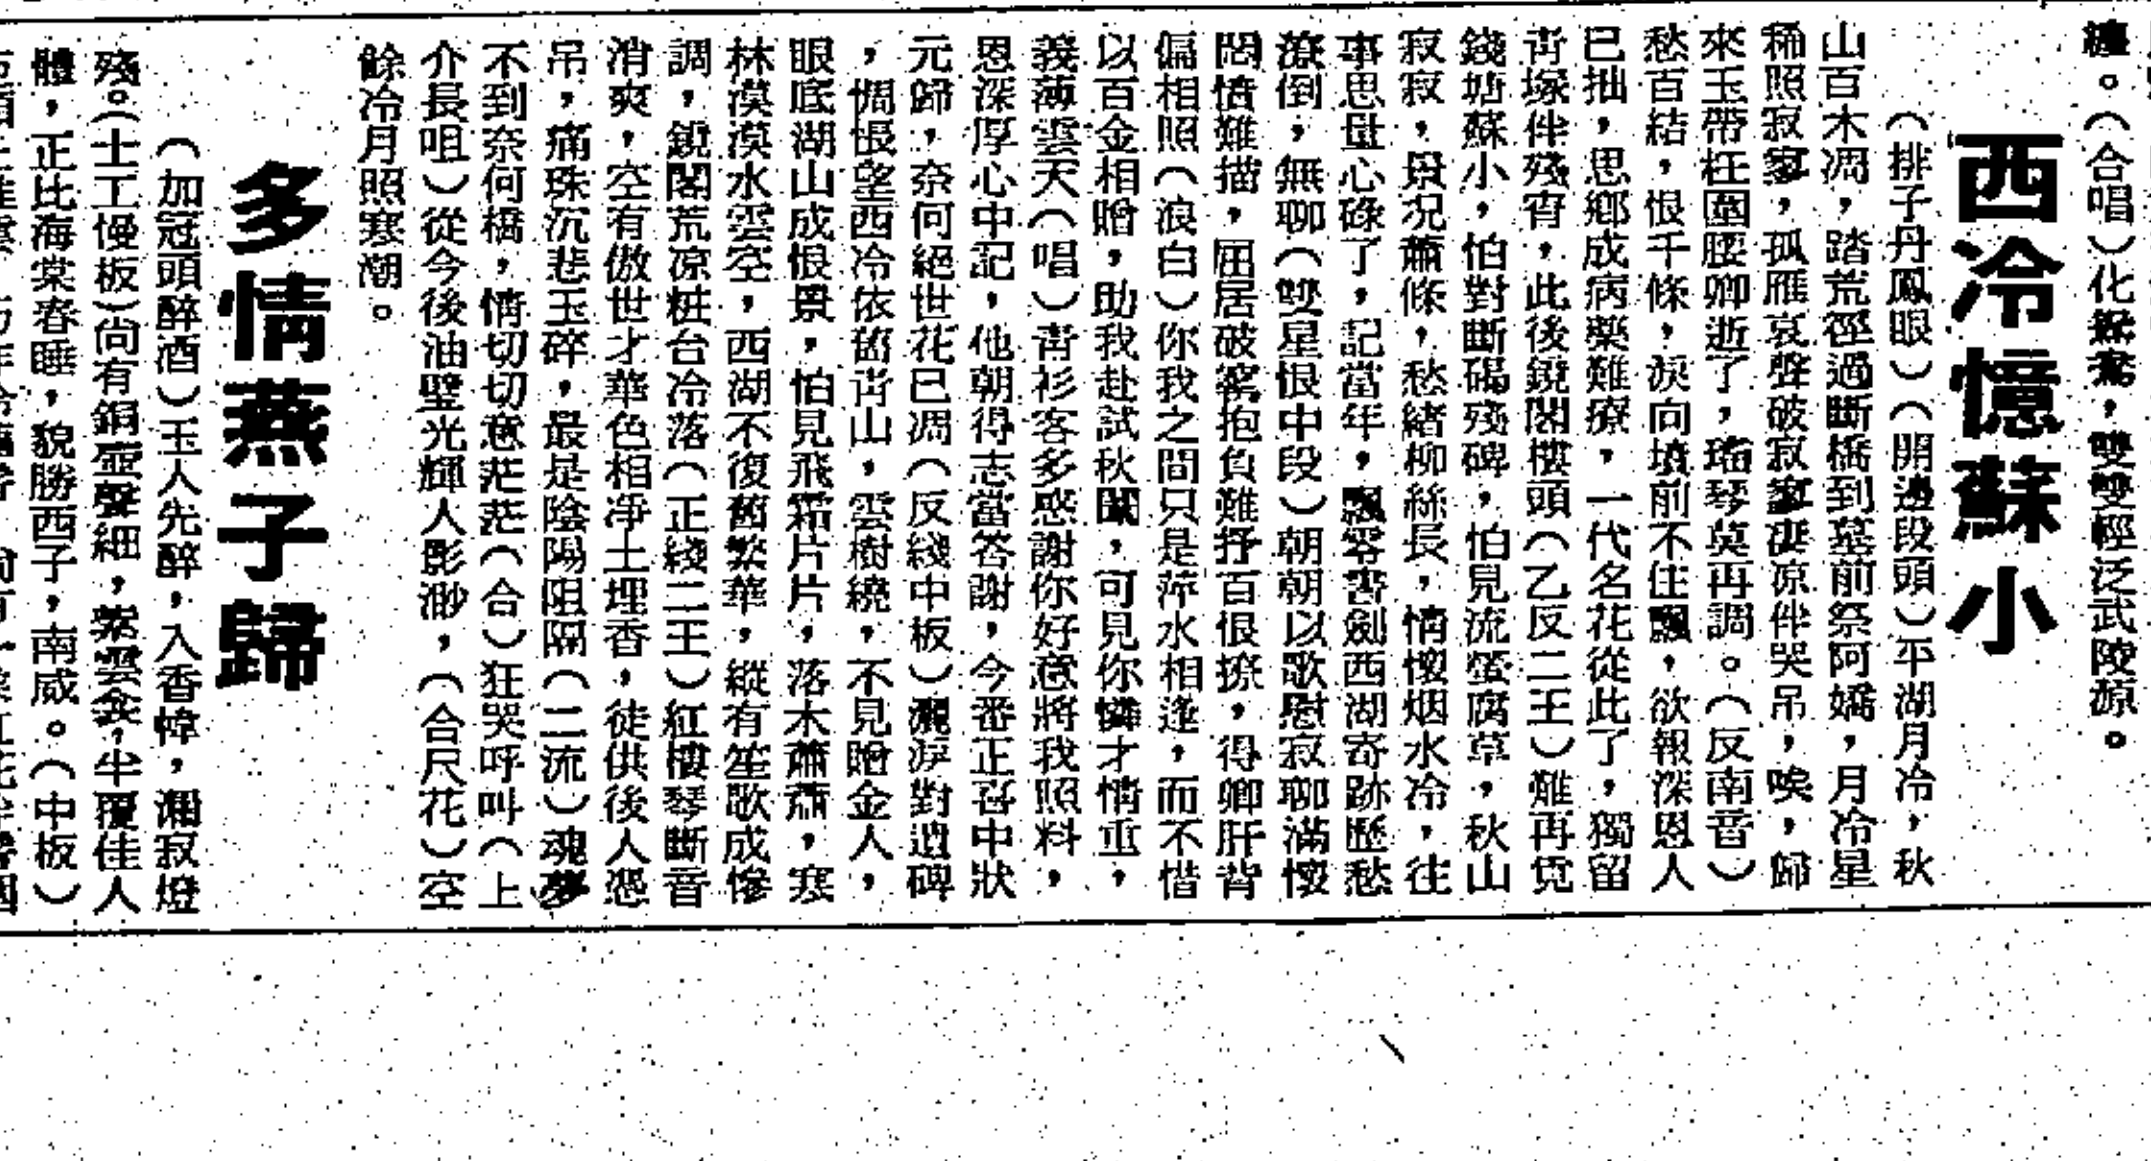 纏。(合唱)化鴛鴦,雙雙輕泛武陵源。
西冷憶蘇小
(排子丹鳳眼)(開邊段頭)平湖月冷,秋
山百木凋,踏荒徑過斷橋到墓前祭阿嬌,月冷星
稀照寂寥,孤雁哀聲破寂寥淒凉伴哭吊,唉,歸
來玉帶枉圍腰卿逝了,瑤琴莫再調。(反南音)
愁百結,恨千條,淚向墳前不住飄,欲報深恩人
已拙,思鄉成病藥難療,一代名花從此了,獨留
青塚伴殘宵,此後鏡閣樓頭(乙反二王)難再覓
錢塘蘇小,怕對斷碣殘碑,怕見流螢腐草,秋山
寂寂,景況蕭條,愁緒柳絲長,情懷烟水冷,往
事思量心碌了,記當年,飄零書劍西湖寄跡歷愁
潦倒,無聊(雙星恨中段)朝朝以歌慰寂聊滿懷
悶憤難描,屈居破窰抱負難抒百恨撩,得卿肝胥
偏相照(浪白)你我之間只是萍水相逢,而不惜
以百金相贈,助我赴試秋闈,可見你憐才情重,
義薄雲天(唱)青衫客多感謝你好意將我照料,
恩深厚心中記,他朝得志當答謝,今番正喜中狀
元歸,奈何絕世花已凋(反綫中板)灑淚對遺碑
,惆悵望西冷依舊青山,雲樹繞,不見贈金人,
眼底湖山成恨景,怕見飛霜片片,落木蕭蕭,寒
林漠漠水雲空,西湖不復舊繁華,縱有笙歌成慘
調,鏡閣荒凉粧台冷落(正綫二王)紅樓琴斷音
消爽,空有傲世才華色相凈土埋香,徒供後人憑
吊,痛珠沉悲玉碎,最是陰陽阻隔(二流)魂夢
不到奈何橋,情切切意茫茫(合)狂哭呼叫(上
介長咀)從今後油壁光輝人影渺,(合尺花)空
餘冷月照寒潮。
多情燕子歸
(加冠頭醉酒)玉人先醉,入香幃,瀾寂燈
殘。(士工慢板)尚有銅壺聲細,紫雲衾,半覆佳人
體,正比海棠春睡,貌勝西子,南威。(中板)